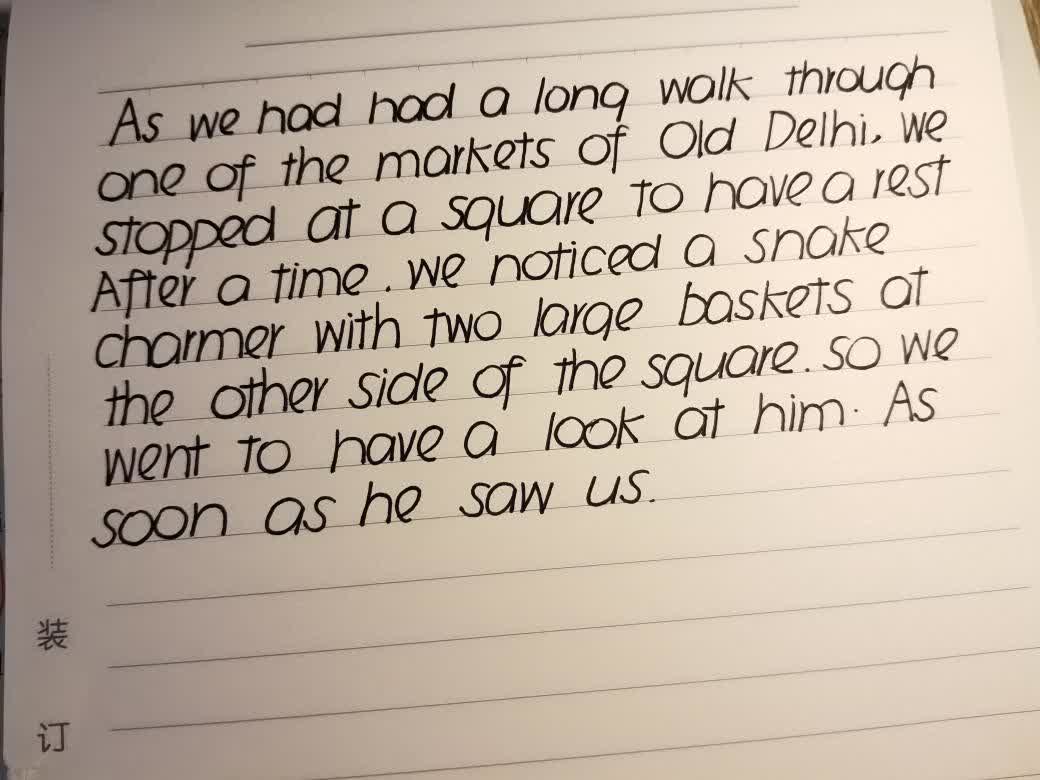 As we had had a long walk through
one of the markets of Old Delhi, we
stopped at a square to have a rest
After a time. we noticed a snake
charmer with two large baskets at
the other side of the square. so we
went to have a look at him. As
soon as he saw us.
装
订